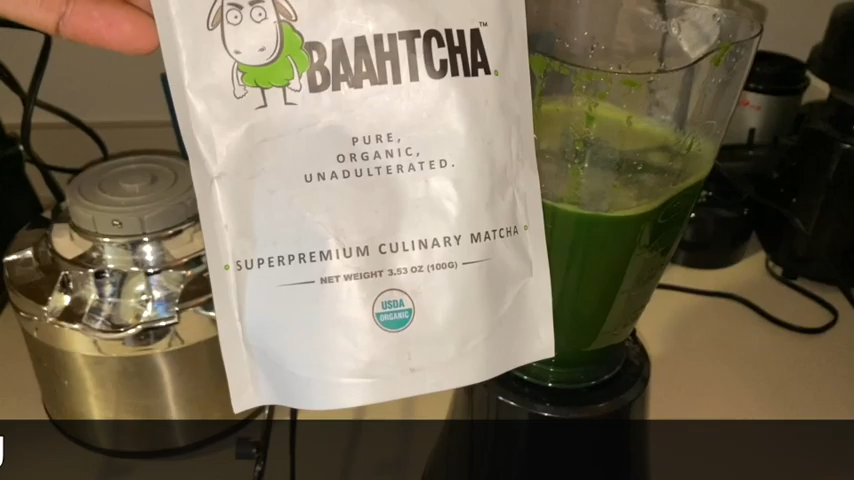 BAAHTCHA.™
PURE,
ORGANIC,
UNADULTERATED.
SUPERPREMIUM CULINARY MATCHA
NET WEIGHT 3.53 OZ (100G)
USDA
ORGANIC